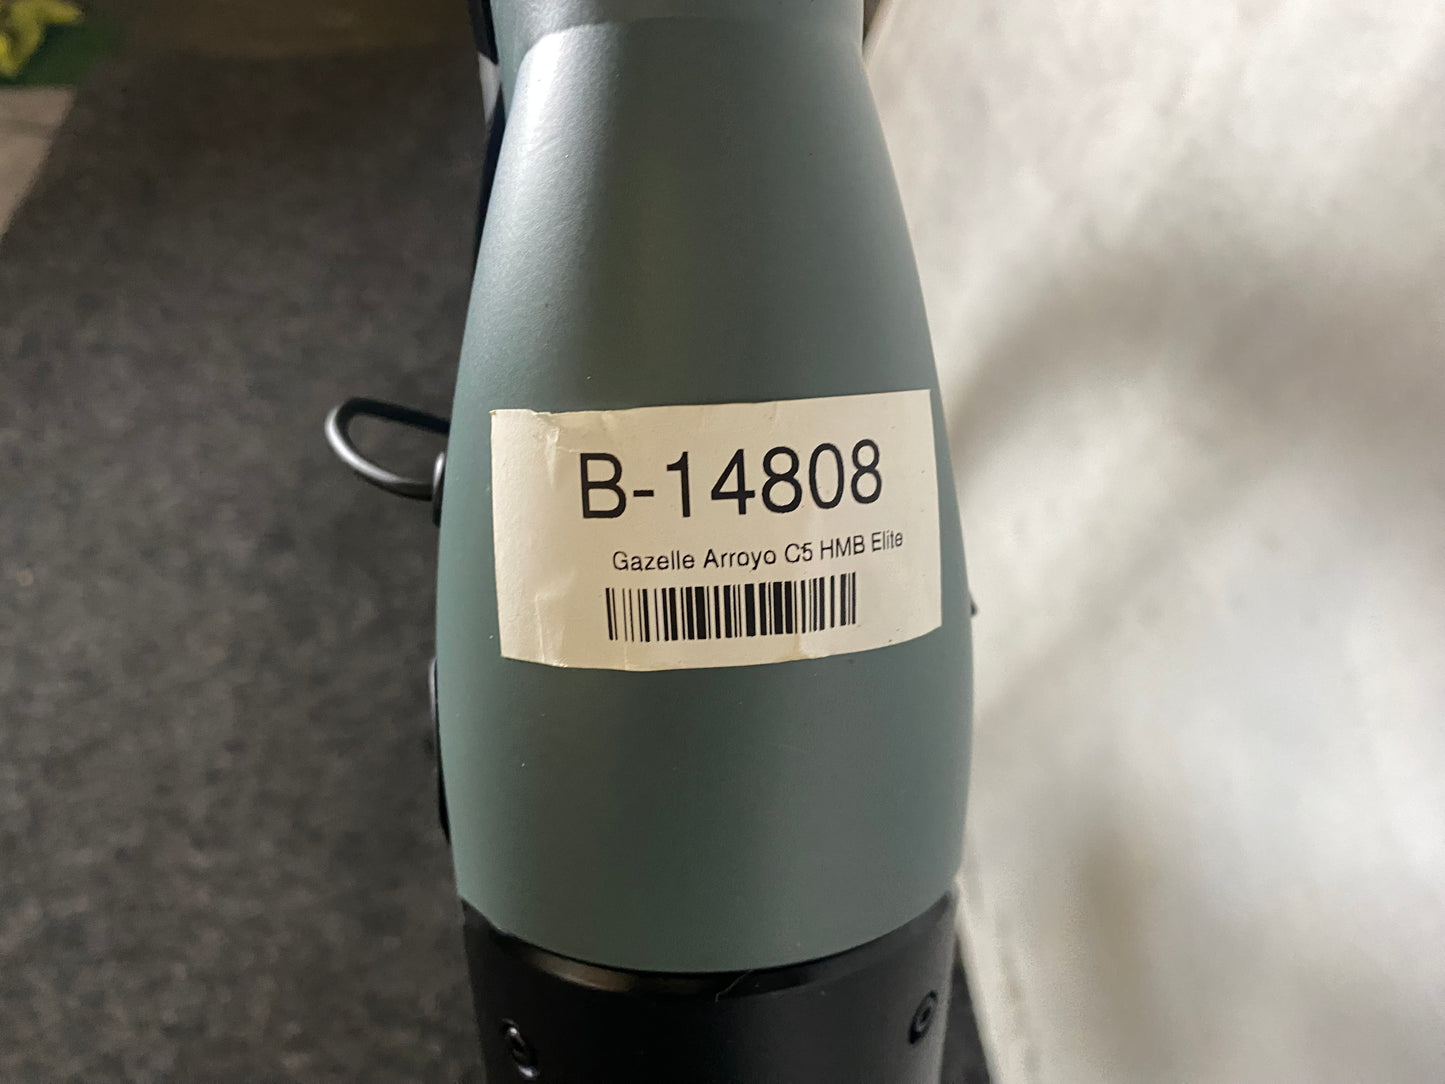 B-14808
Gazelle Arroyo C5 HMB Elite